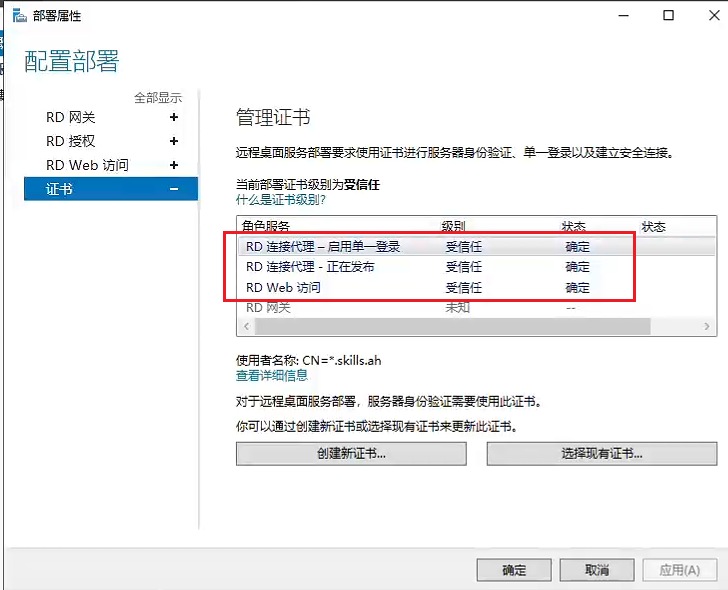 部署属性
配置部署
全部显示
RD 网关 +
RD 授权 +
RD Web 访问 +
证书 −
管理证书
远程桌面服务部署要求使用证书进行服务器身份验证、单一登录以及建立安全连接。
当前部署证书级别为受信任
什么是证书级别?
角色服务 级别 状态 状态
RD 连接代理 – 启用单一登录 受信任 确定
RD 连接代理 - 正在发布 受信任 确定
RD Web 访问 受信任 确定
RD 网关 未知 --
使用者名称: CN=*.skills.ah
查看详细信息
对于远程桌面服务部署，服务器身份验证需要使用此证书。
你可以通过创建新证书或选择现有证书来更新此证书。
创建新证书... 选择现有证书...
确定 取消 应用(A)